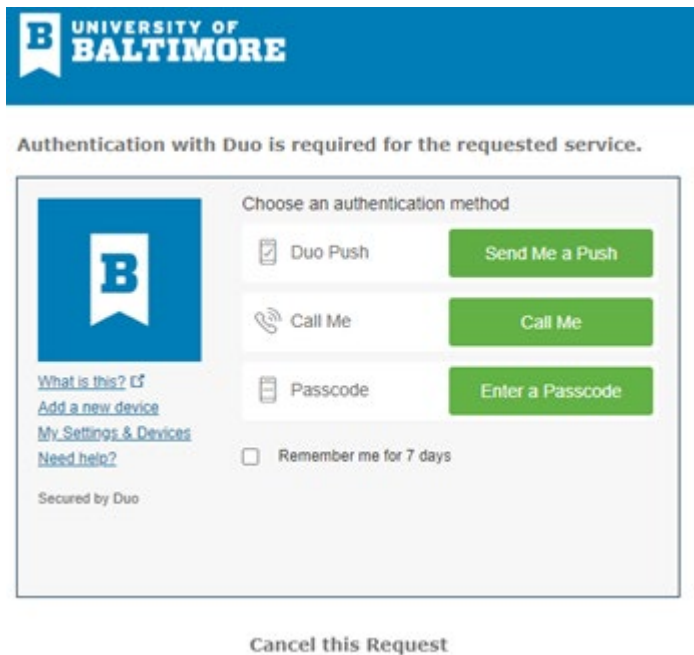 B UNIVERSITY OF
BALTIMORE
Authentication with Duo is required for the requested service.
Choose an authentication method
B
Duo Push Send Me a Push
Call Me Call Me
Passcode Enter a Passcode
What is this?
Add a new device
My Settings & Devices
Need help?
Remember me for 7 days
Secured by Duo
Cancel this Request